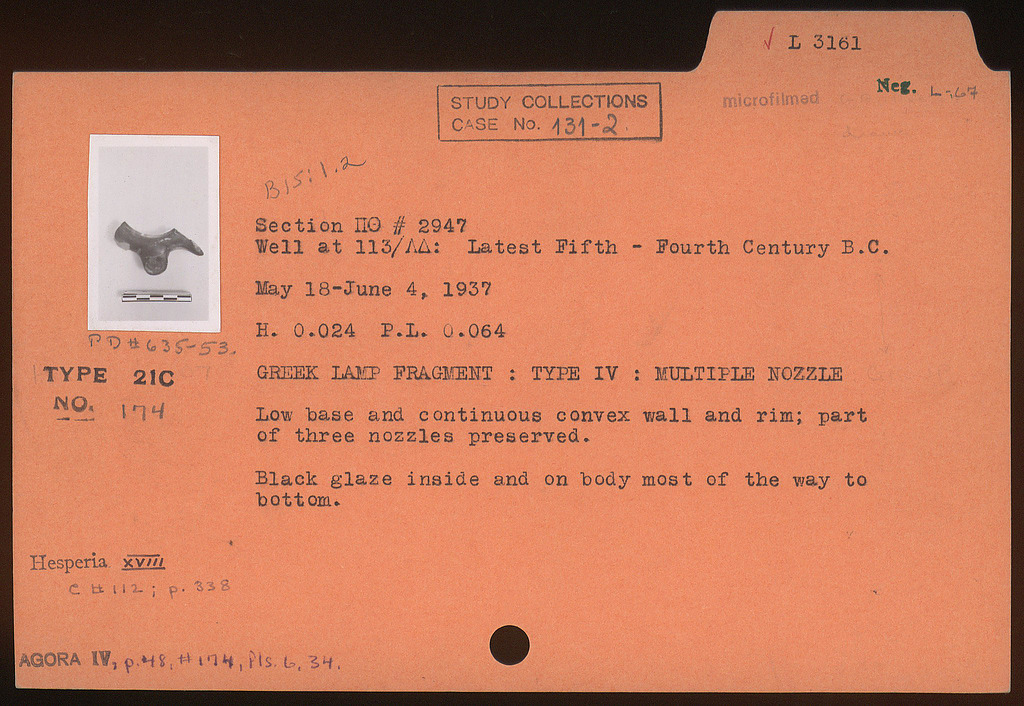 √ L 3161
Neg. L-,67
microfilmed
STUDY COLLECTIONS
CASE No. 131-2
B15:1.2
Section ΠΘ # 2947
Well at 113/ΛΔ: Latest Fifth - Fourth Century B.C.
May 18-June 4, 1937
H. 0.024 P.L. 0.064
PD#635-53.
TYPE 21C
NO. 174
GREEK LAMP FRAGMENT : TYPE IV : MULTIPLE NOZZLE
Low base and continuous convex wall and rim; part
of three nozzles preserved.
Black glaze inside and on body most of the way to
bottom.
Hesperia XVIII
C #112; p. 338
AGORA IV, p.48, #174, Pls. 6, 34.